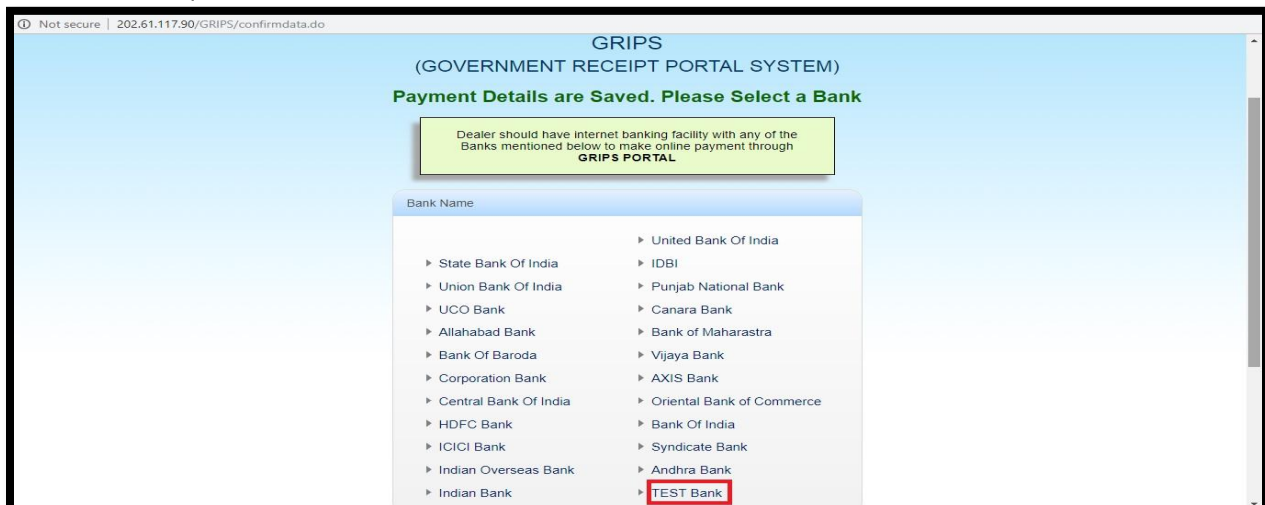 Not secure | 202.61.117.90/GRIPS/confirmdata.do
GRIPS
(GOVERNMENT RECEIPT PORTAL SYSTEM)
Payment Details are Saved. Please Select a Bank
Dealer should have internet banking facility with any of the
Banks mentioned below to make online payment through
GRIPS PORTAL
Bank Name
United Bank Of India
State Bank Of India IDBI
Union Bank Of India Punjab National Bank
UCO Bank Canara Bank
Allahabad Bank Bank of Maharastra
Bank Of Baroda Vijaya Bank
Corporation Bank AXIS Bank
Central Bank Of India Oriental Bank of Commerce
HDFC Bank Bank Of India
ICICI Bank Syndicate Bank
Indian Overseas Bank Andhra Bank
Indian Bank TEST Bank